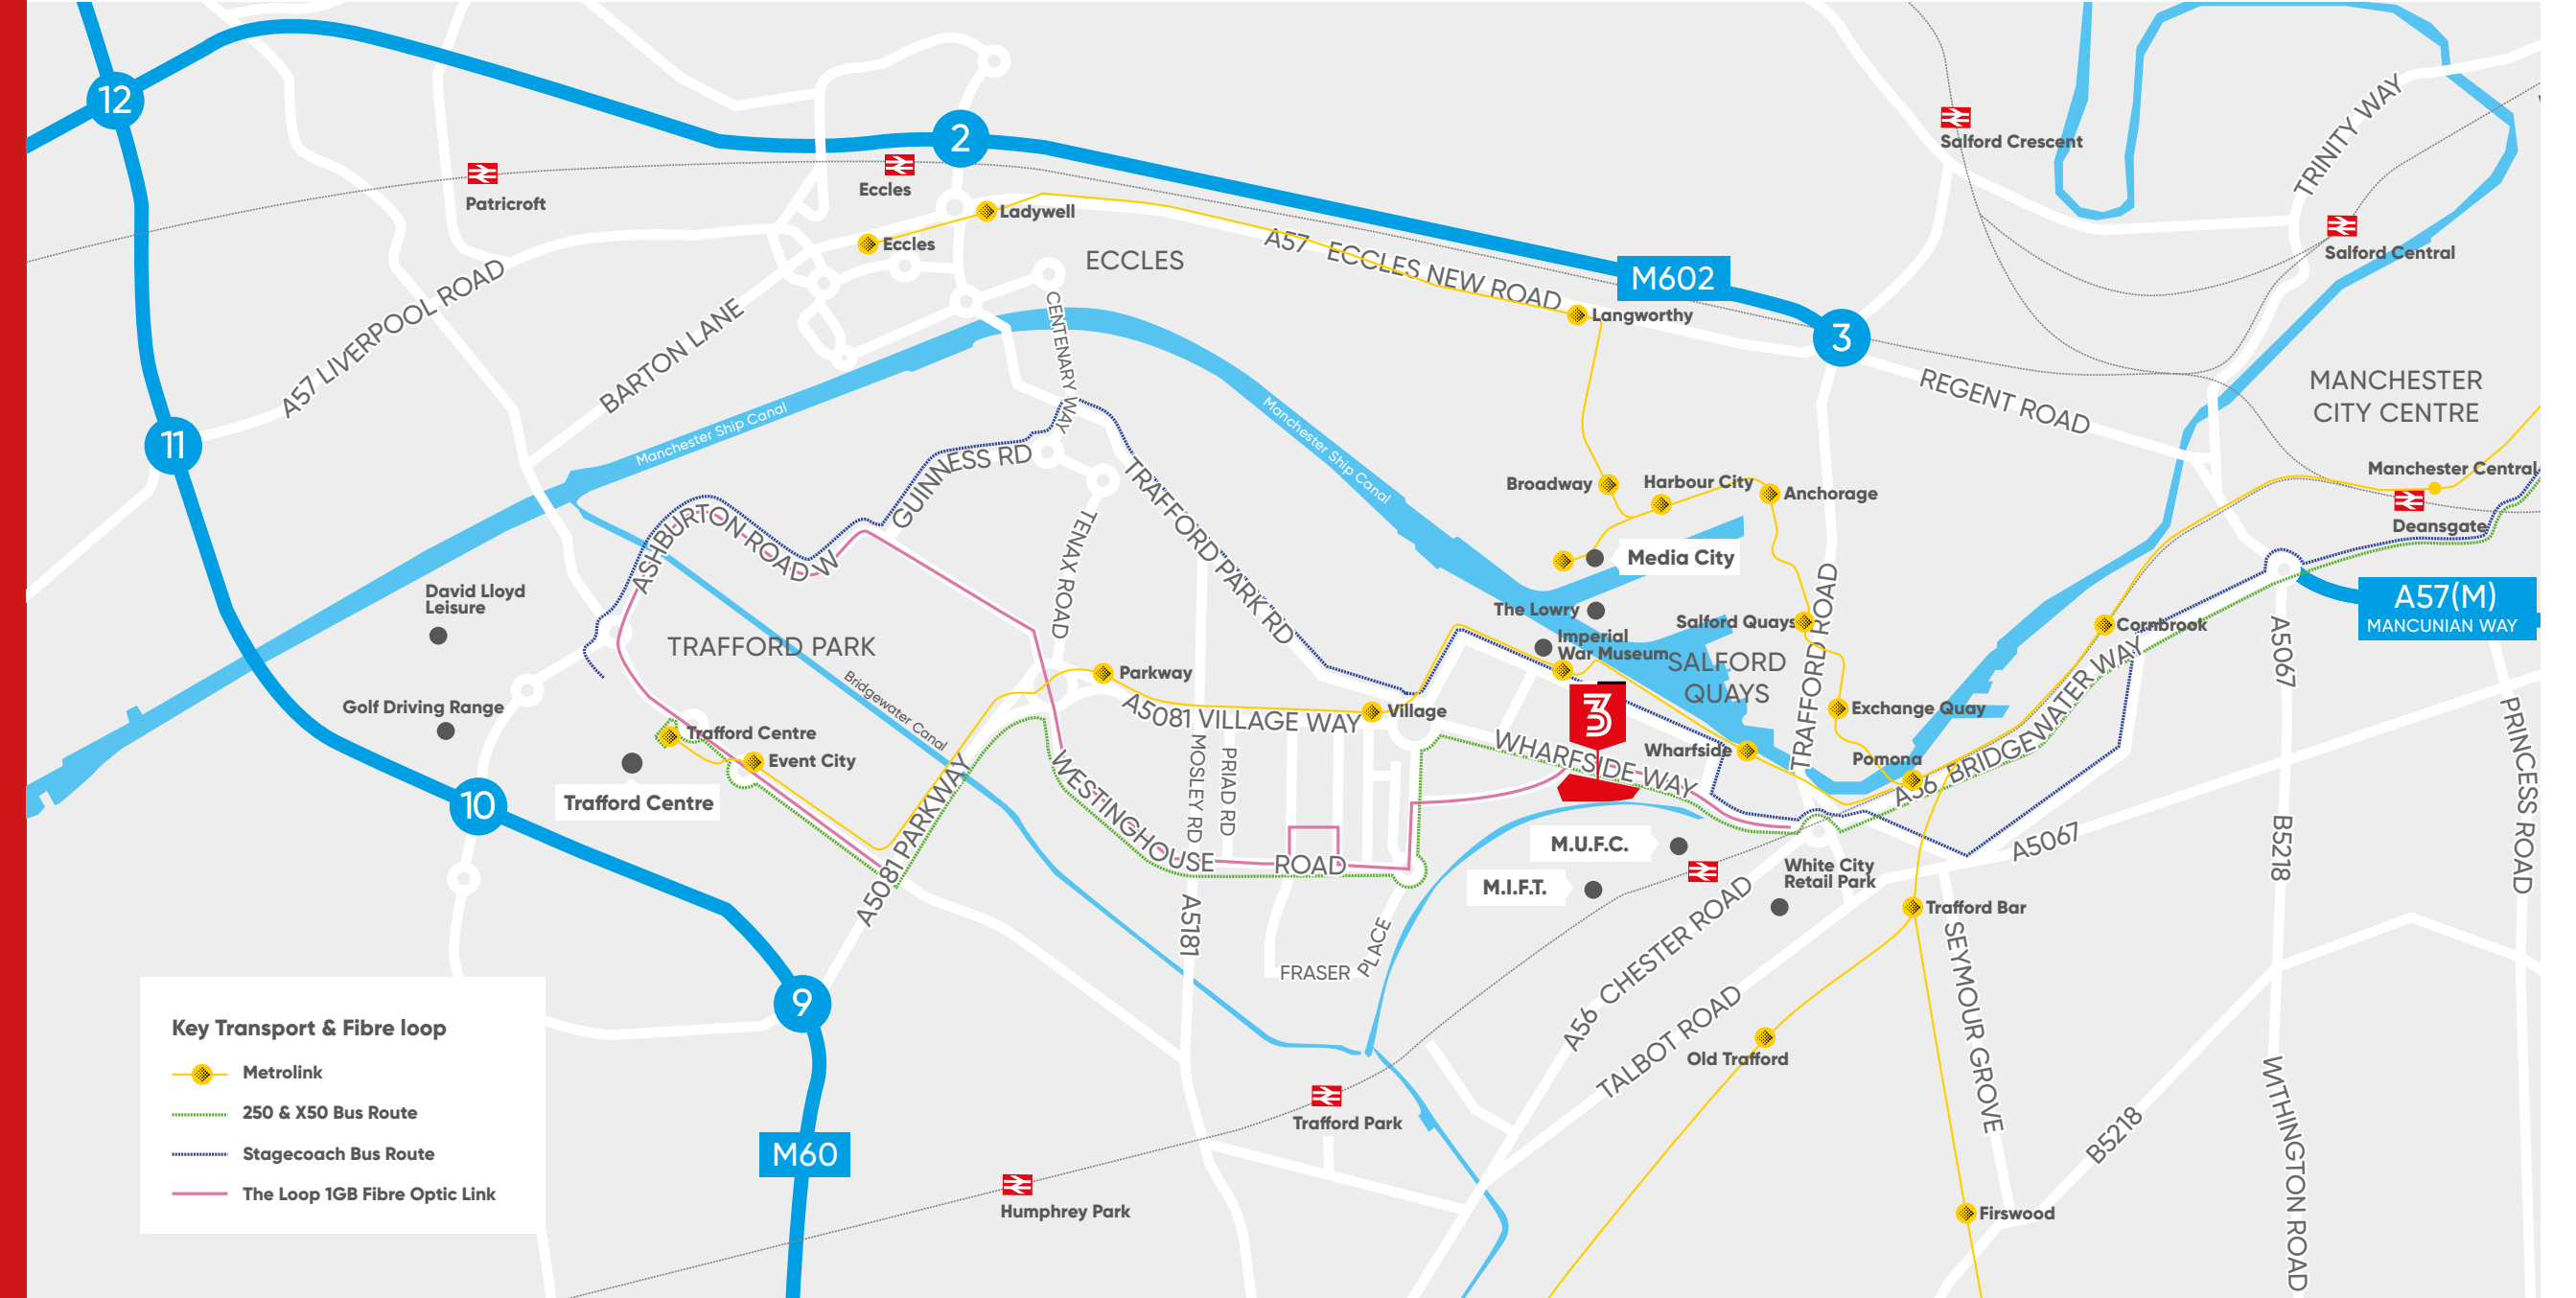 12
2
Salford Crescent
TRINITY WAY
Patricroft
Eccles
Ladywell
Eccles
ECCLES
Salford Central
A57 ECCLES NEW ROAD
M602
A57 LIVERPOOL ROAD
BARTON LANE
CENTENARY WAY
Langworthy
3
REGENT ROAD
MANCHESTER
CITY CENTRE
11
Manchester Ship Canal
Manchester Ship Canal
GUINNESS RD
TRAFFORD PARK RD
Broadway
Harbour City
Anchorage
Manchester Central
Deansgate
ASHBURTON ROAD W
TENAX ROAD
Media City
David Lloyd
Leisure
The Lowry
Salford Quays
TRAFFORD ROAD
A57(M)
MANCUNIAN WAY
Cornbrook
TRAFFORD PARK
Imperial
War Museum
SALFORD
QUAYS
Parkway
Bridgewater Canal
A5067
Golf Driving Range
A5081 VILLAGE WAY
Village
3
Exchange Quay
A56 BRIDGEWATER WAY
PRINCESS ROAD
Trafford Centre
Event City
WHARFSIDE WAY
Wharfside
Pomona
MOSLEY RD
PRIAD RD
Trafford Centre
10
A5081 PARKWAY
WESTINGHOUSE ROAD
M.U.F.C.
M.I.F.T.
White City
Retail Park
A5067
B5218
A5181
FRASER PLACE
A56 CHESTER ROAD
TALBOT ROAD
Trafford Bar
SEYMOUR GROVE
9
Old Trafford
Key Transport & Fibre loop
Metrolink
250 & X50 Bus Route
Stagecoach Bus Route
The Loop 1GB Fibre Optic Link
M60
Trafford Park
Humphrey Park
B5218
Firswood
WITHINGTON ROAD